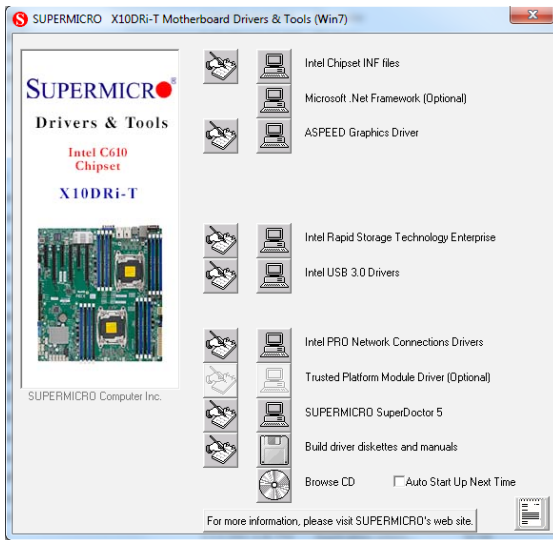 SUPERMICRO X10DRi-T Motherboard Drivers & Tools (Win7)
SUPERMICRO
Drivers & Tools
Intel C610
Chipset
X10DRi-T
SUPERMICRO Computer Inc.
Intel Chipset INF files
Microsoft .Net Framework (Optional)
ASPEED Graphics Driver
Intel Rapid Storage Technology Enterprise
Intel USB 3.0 Drivers
Intel PRO Network Connections Drivers
Trusted Platform Module Driver (Optional)
SUPERMICRO SuperDoctor 5
Build driver diskettes and manuals
Browse CD
Auto Start Up Next Time
For more information, please visit SUPERMICRO's web site.